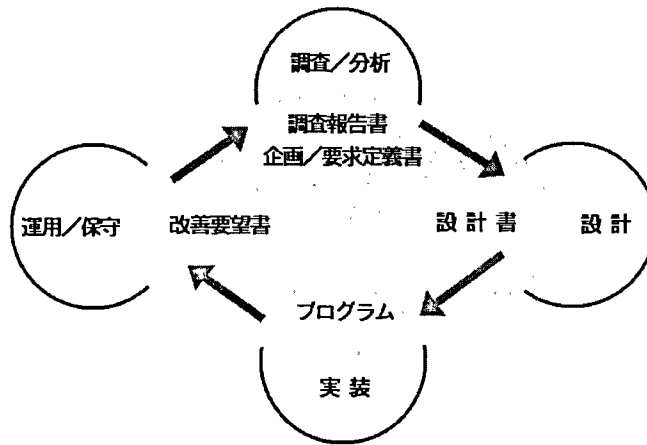 調査／分析
調査報告書
企画／要求定義書
運用／保守
改善要望書
設計書
設計
プログラム
実装